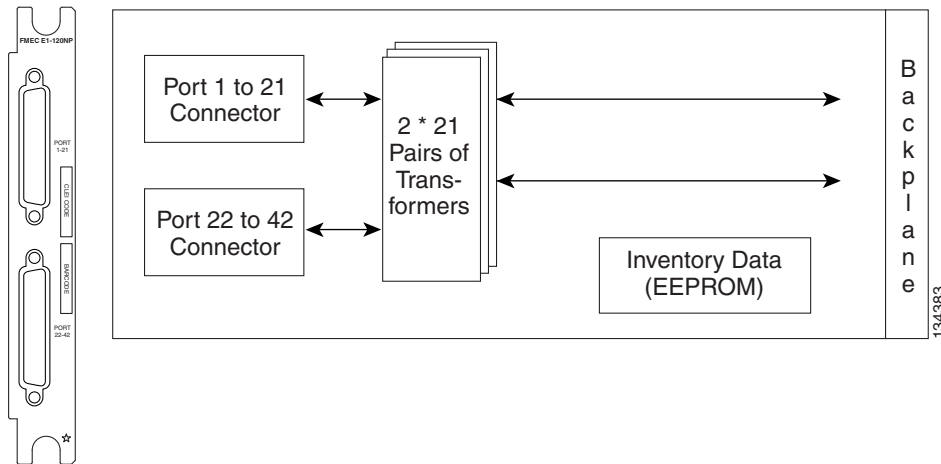 FMEC E1-120NP
PORT
1-21
CLEI CODE
BARCODE
PORT
22-42
Port 1 to 21
Connector
Port 22 to 42
Connector
2 * 21
Pairs of
Trans-
formers
Inventory Data
(EEPROM)
Backplane
134383